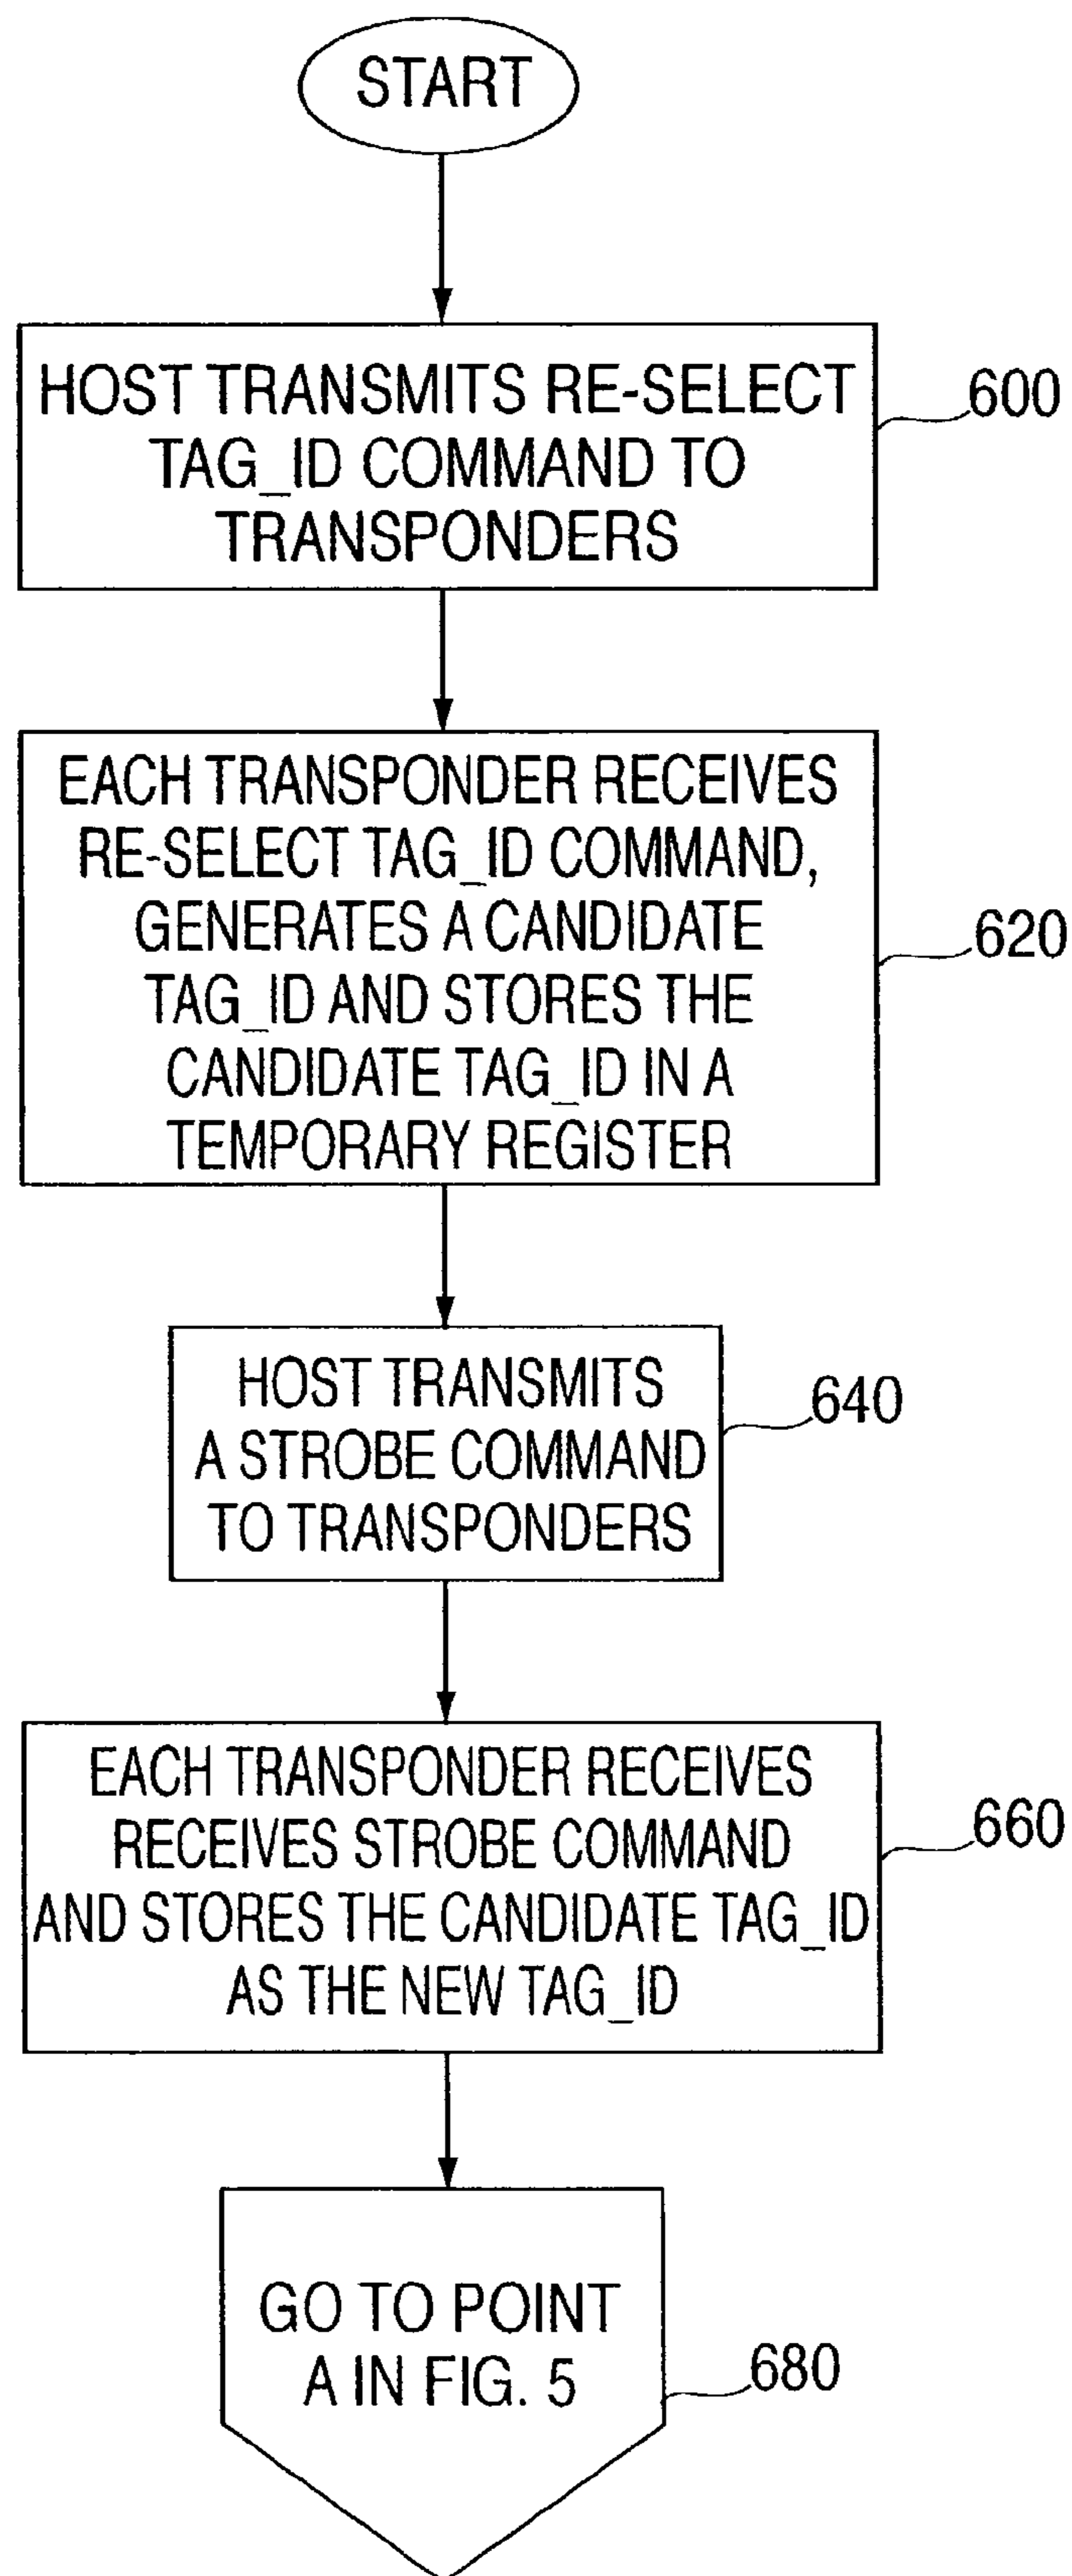 START
HOST TRANSMITS RE-SELECT
TAG_ID COMMAND TO
TRANSPONDERS
600
EACH TRANSPONDER RECEIVES
RE-SELECT TAG_ID COMMAND,
GENERATES A CANDIDATE
TAG_ID AND STORES THE
CANDIDATE TAG_ID IN A
TEMPORARY REGISTER
620
HOST TRANSMITS
A STROBE COMMAND
TO TRANSPONDERS
640
EACH TRANSPONDER RECEIVES
RECEIVES STROBE COMMAND
AND STORES THE CANDIDATE TAG_ID
AS THE NEW TAG_ID
660
GO TO POINT
A IN FIG. 5
680